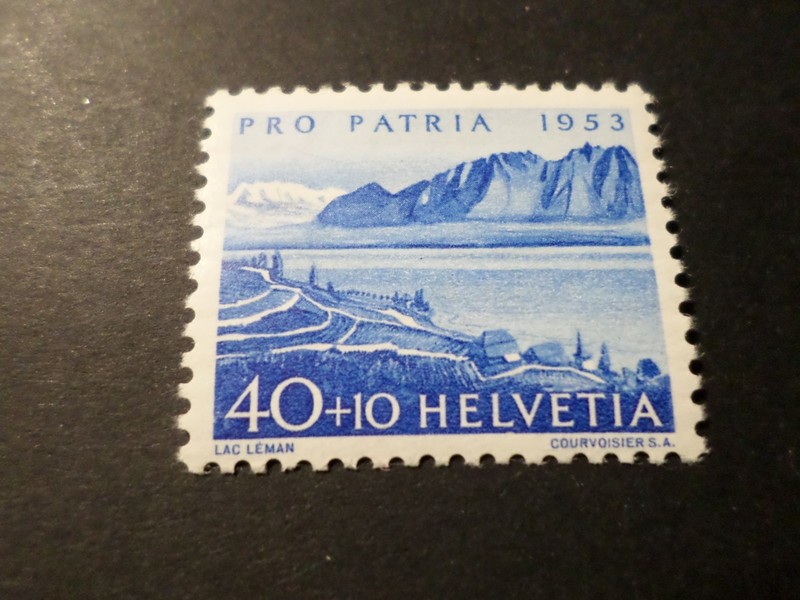 PRO PATRIA 1953
40+10 HELVETIA
LAC LÉMAN COURVOISIER S.A.